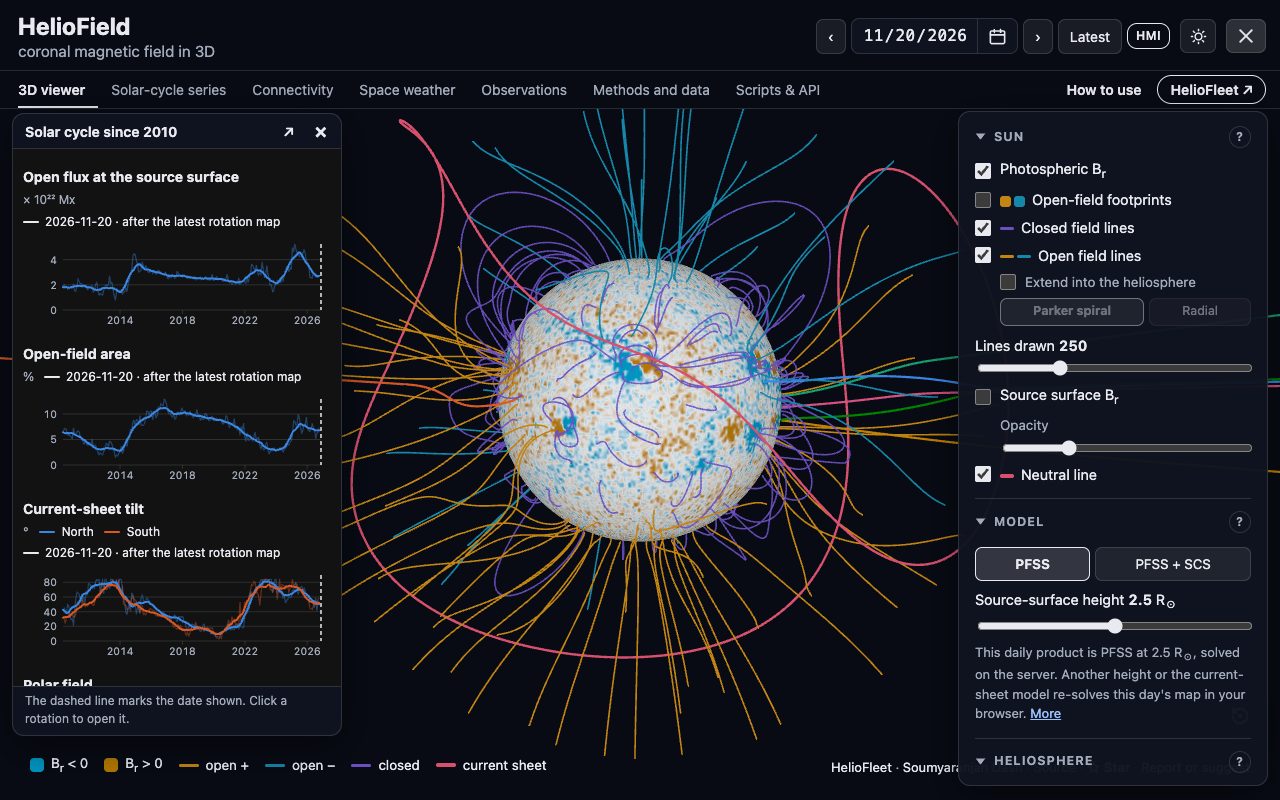 HelioField
coronal magnetic field in 3D
‹ 11/20/2026 › Latest HMI
3D viewer Solar-cycle series Connectivity Space weather Observations Methods and data Scripts & API How to use HelioFleet ↗
Solar cycle since 2010
Open flux at the source surface
× 10²² Mx
2026-11-20 · after the latest rotation map
4
2
0
2014 2018 2022 2026
Open-field area
% 2026-11-20 · after the latest rotation map
10
5
0
2014 2018 2022 2026
Current-sheet tilt
° North South
2026-11-20 · after the latest rotation map
80
60
40
20
0
2014 2018 2022 2026
Polar field
The dashed line marks the date shown. Click a
rotation to open it.
SUN ?
Photospheric Bᵣ
Open-field footprints
Closed field lines
Open field lines
Extend into the heliosphere
Parker spiral Radial
Lines drawn 250
Source surface Bᵣ
Opacity
Neutral line
MODEL ?
PFSS PFSS + SCS
Source-surface height 2.5 R☉
This daily product is PFSS at 2.5 R☉, solved
on the server. Another height or the current-
sheet model re-solves this day's map in your
browser. More
HELIOSPHERE ?
Bᵣ < 0 Bᵣ > 0 open + open − closed current sheet
HelioFleet ·